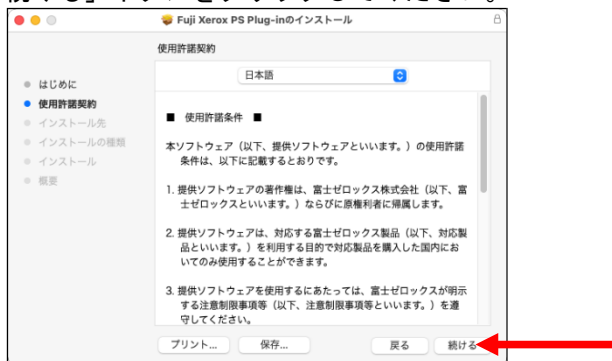 Fuji Xerox PS Plug-inのインストール
使用許諾契約
はじめに
使用許諾契約
インストール先
インストールの種類
インストール
概要
日本語
■ 使用許諾条件 ■
本ソフトウェア（以下、提供ソフトウェアといいます。）の使用許諾
条件は、以下に記載するとおりです。
1. 提供ソフトウェアの著作権は、富士ゼロックス株式会社（以下、富
士ゼロックスといいます。）ならびに原権利者に帰属します。
2. 提供ソフトウェアは、対応する富士ゼロックス製品（以下、対応製
品といいます。）を利用する目的で対応製品を購入した国内にお
いてのみ使用することができます。
3. 提供ソフトウェアを使用するにあたっては、富士ゼロックスが明示
する注意制限事項等（以下、注意制限事項等といいます。）を遵
守してください。
プリント... 保存... 戻る 続ける